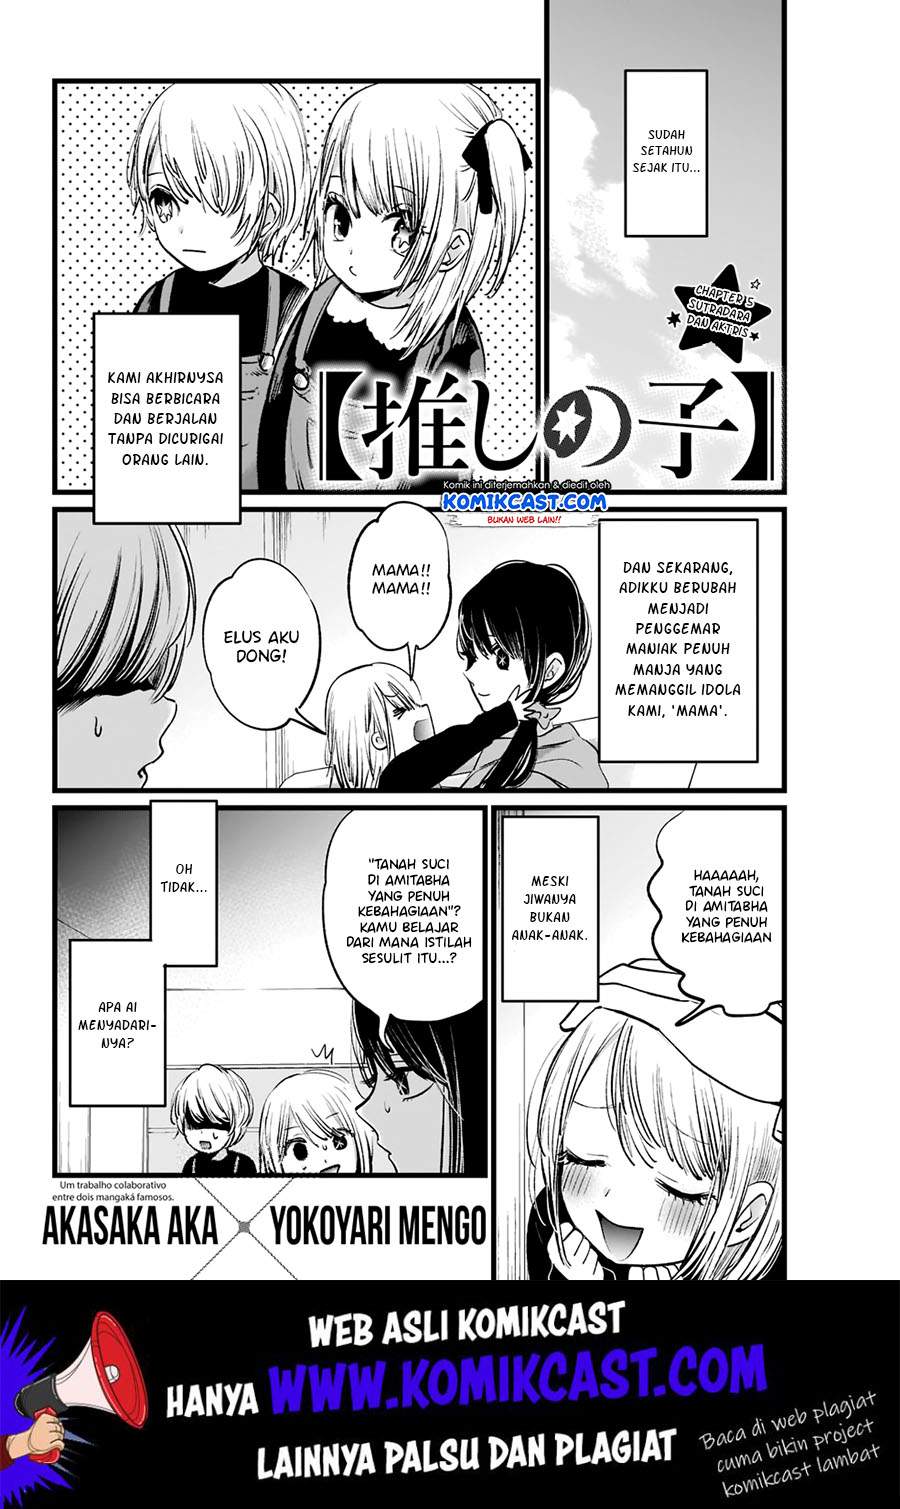 SUDAH
SETAHUN
SEJAK ITU...
CHAPTER 5
SUTRADARA
DAN AKTRIS
KAMI AKHIRNYSA
BISA BERBICARA
DAN BERJALAN
TANPA DICURIGAI
ORANG LAIN.
【推しの子】
Komik ini diterjemahkan & diedit oleh
KOMIKCAST.COM
BUKAN WEB LAIN!!
DAN SEKARANG,
ADIKKU BERUBAH
MENJADI
PENGGEMAR
MANIAK PENUH
MANJA YANG
MEMANGGIL IDOLA
KAMI, 'MAMA'.
MAMA!!
MAMA!!
ELUS AKU
DONG!
HAAAAAH,
TANAH SUCI
DI AMITABHA
YANG PENUH
KEBAHAGIAAN
MESKI
JIWANYA
BUKAN
ANAK-ANAK.
"TANAH SUCI
DI AMITABHA
YANG PENUH
KEBAHAGIAAN"?
KAMU BELAJAR
DARI MANA ISTILAH
SESULIT ITU...?
OH
TIDAK...
APA AI
MENYADARI-
NYA?
Um trabalho colaborativo
entre dois mangaká famosos.
AKASAKA AKA × YOKOYARI MENGO
WEB ASLI KOMIKCAST
HANYA WWW.KOMIKCAST.COM
LAINNYA PALSU DAN PLAGIAT
Baca di web plagiat
cuma bikin project
komikcast lambat